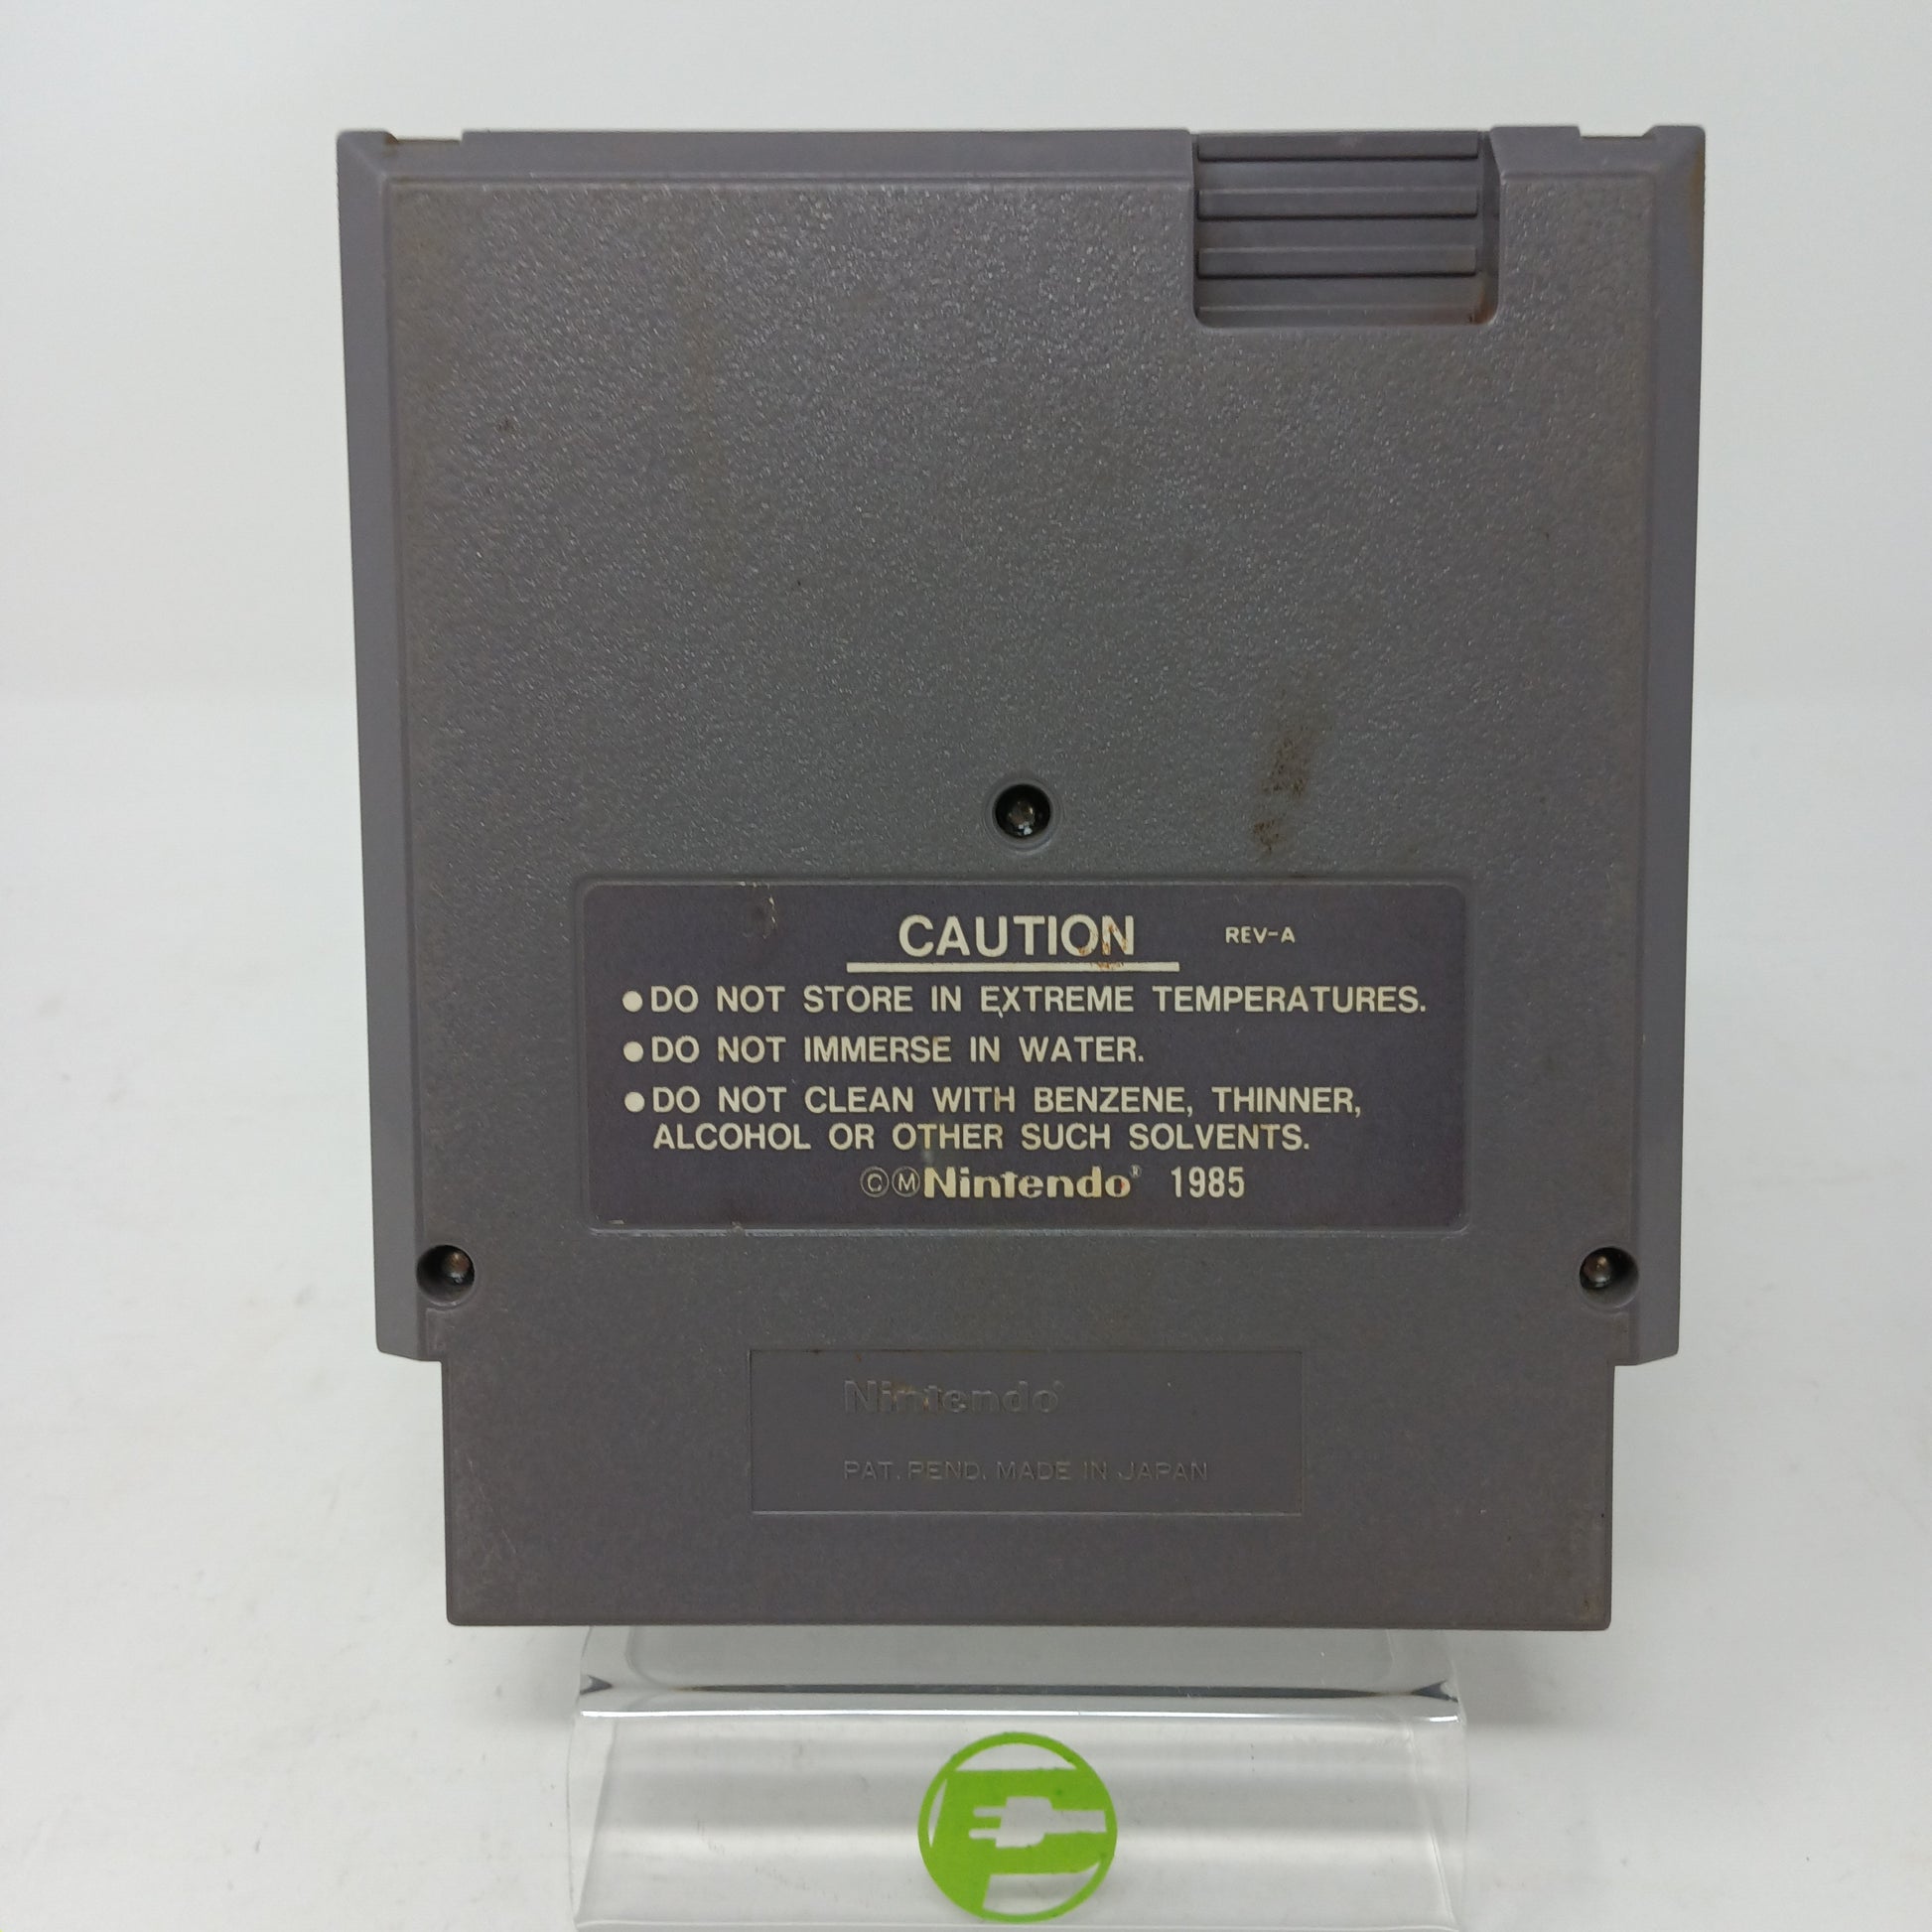 CAUTION REV-A
●DO NOT STORE IN EXTREME TEMPERATURES.
●DO NOT IMMERSE IN WATER.
●DO NOT CLEAN WITH BENZENE, THINNER,
ALCOHOL OR OTHER SUCH SOLVENTS.
©ⓂNintendo® 1985
Nintendo®
PAT. PEND. MADE IN JAPAN